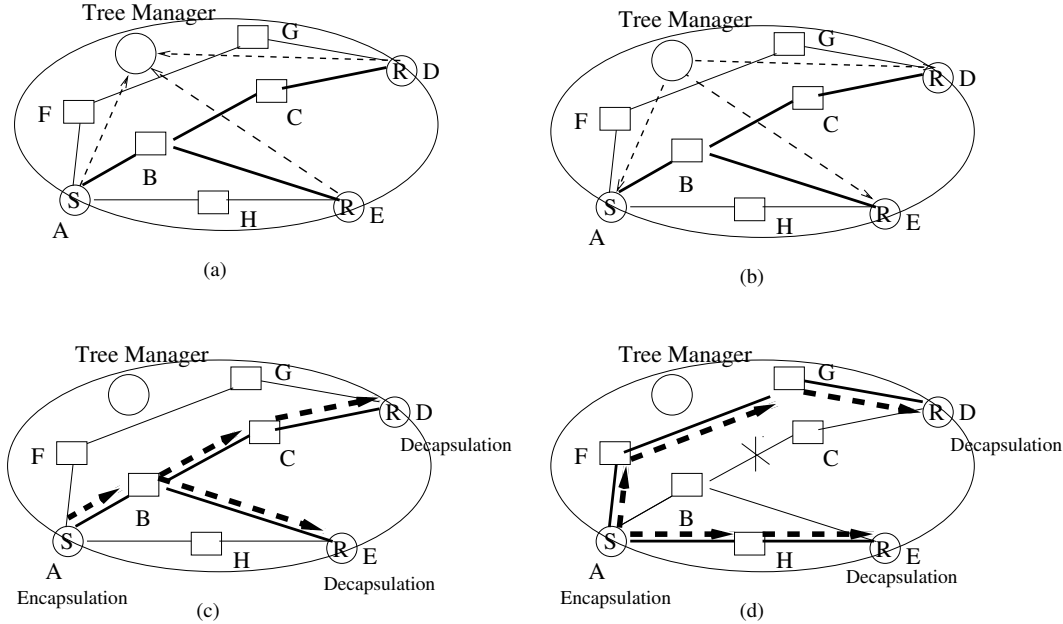 Tree Manager
G
R D
F
C
B
S
R E
H
A
(a)
Tree Manager
G
R D
F
C
B
S
R E
H
A
(b)
Tree Manager
G
R D
Decapsulation
F
C
B
S
R E
H
A
Decapsulation
Encapsulation
(c)
Tree Manager
G
R D
Decapsulation
F
C
B
S
R E
H
A
Decapsulation
Encapsulation
(d)